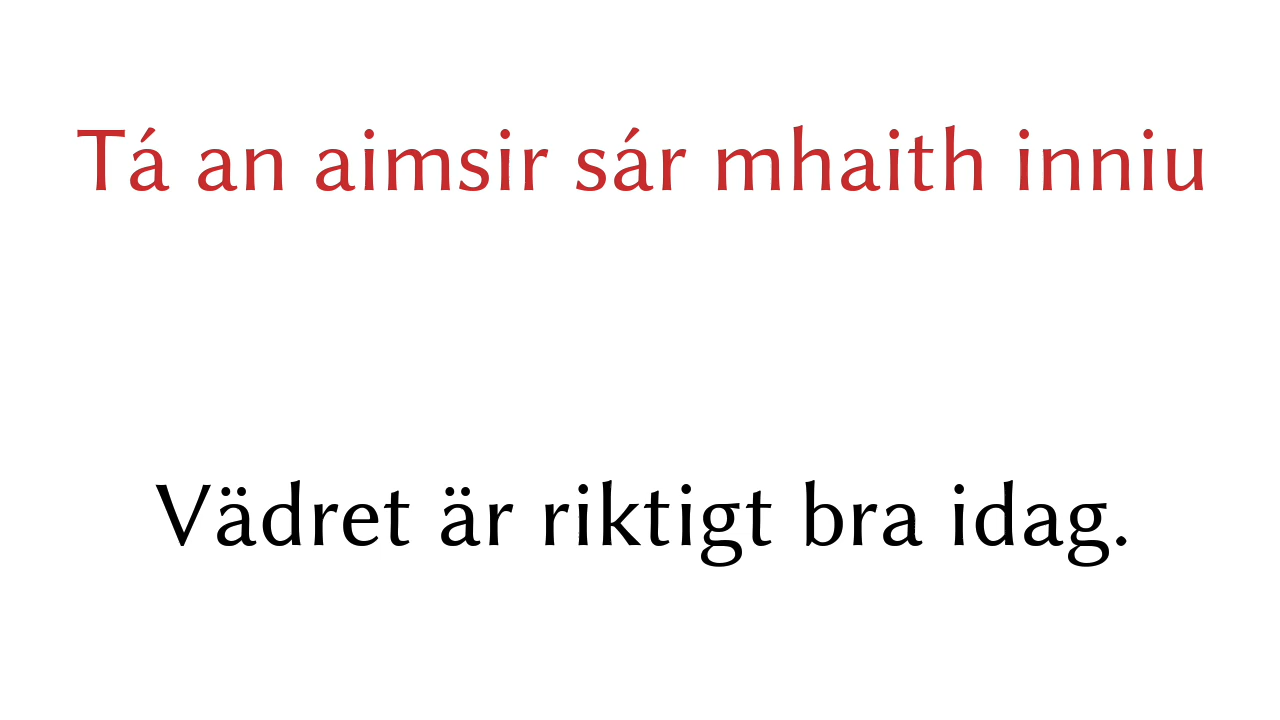 Tá an aimsir sár mhaith inniu
Vädret är riktigt bra idag.